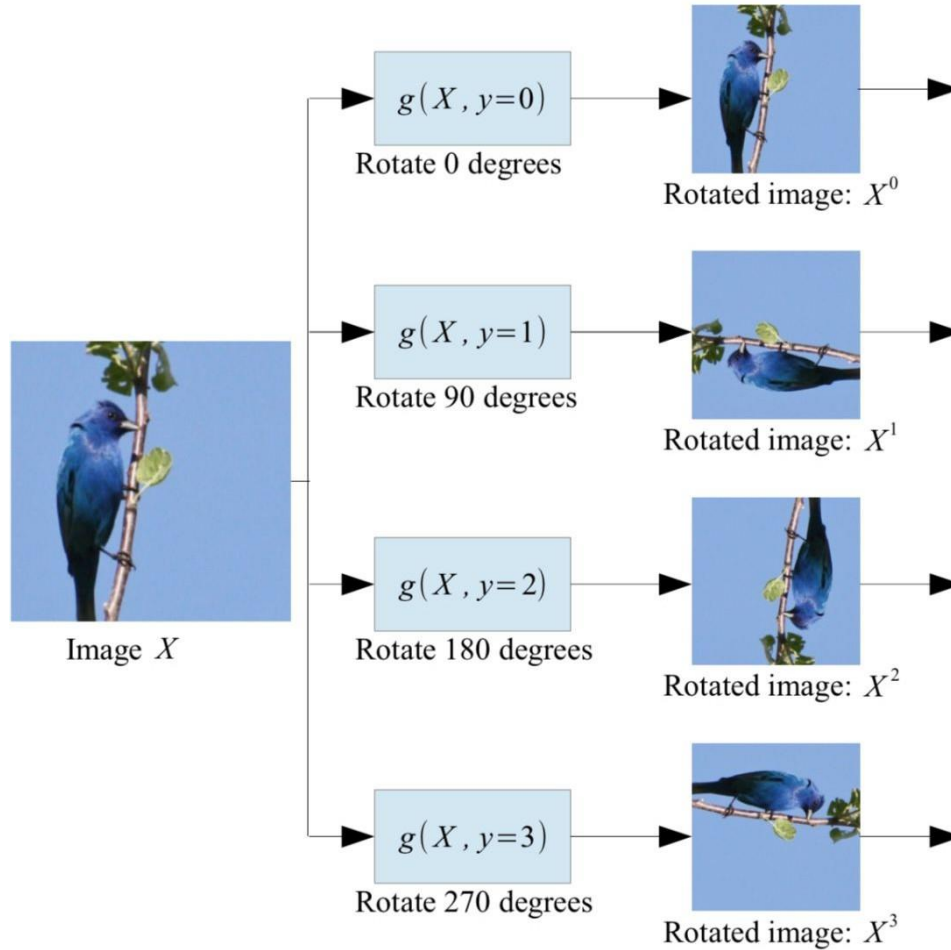 g(X, y=0)
Rotate 0 degrees
Rotated image: X⁰
g(X, y=1)
Rotate 90 degrees
Rotated image: X¹
Image X
g(X, y=2)
Rotate 180 degrees
Rotated image: X²
g(X, y=3)
Rotate 270 degrees
Rotated image: X³